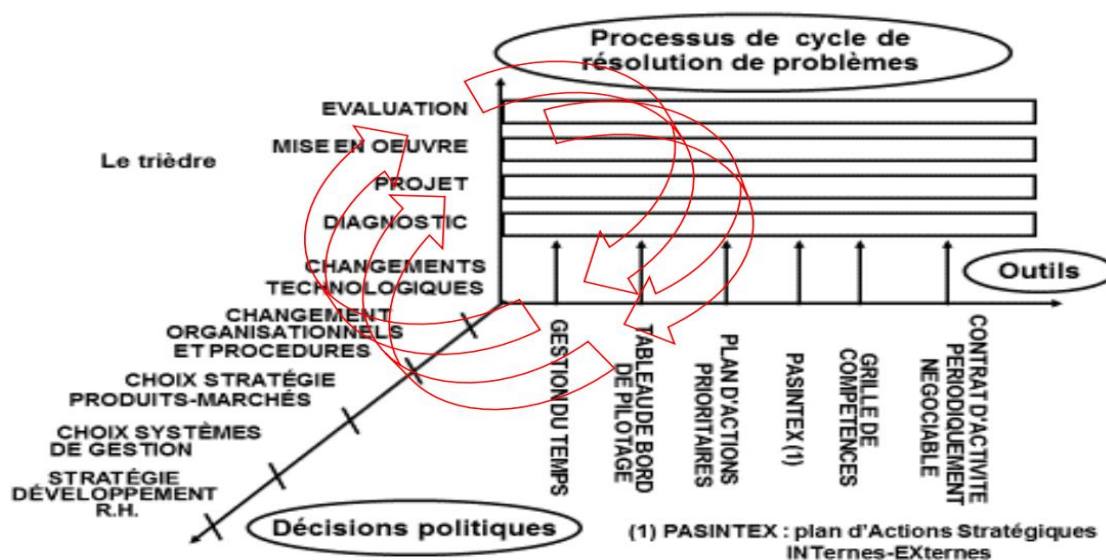 Processus de cycle de
résolution de problèmes
EVALUATION
MISE EN OEUVRE
Le trièdre
PROJET
DIAGNOSTIC
CHANGEMENTS
TECHNOLOGIQUES
Outils
CHANGEMENT
ORGANISATIONNELS
ET PROCEDURES
CHOIX STRATÉGIE
PRODUITS-MARCHÉS
CHOIX SYSTÈMES
DE GESTION
STRATÉGIE
DÉVELOPPEMENT
R.H.
GESTION DU TEMPS
TABLEAU DE BORD
DE PILOTAGE
PLAN D'ACTIONS
PRIORITAIRES
PASINTEX (1)
GRILLE DE
COMPETENCES
CONTRAT D'ACTIVITE
PERIODIQUEMENT
NEGOCIABLE
Décisions politiques
(1) PASINTEX : plan d'Actions Stratégiques
INTernes-EXternes